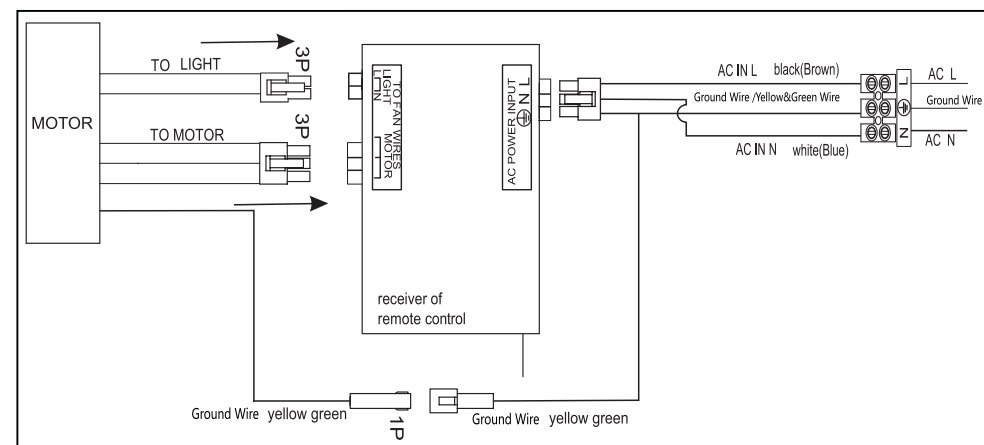 MOTOR
TO LIGHT
3P
TO MOTOR
3P
LIGHT
L N
TO FAN WIRES
MOTOR
AC POWER INPUT
N L
receiver of
remote control
AC IN L black(Brown)
Ground Wire /Yellow&Green Wire
AC IN N white(Blue)
L
N
AC L
Ground Wire
AC N
Ground Wire yellow green
1P
Ground Wire yellow green